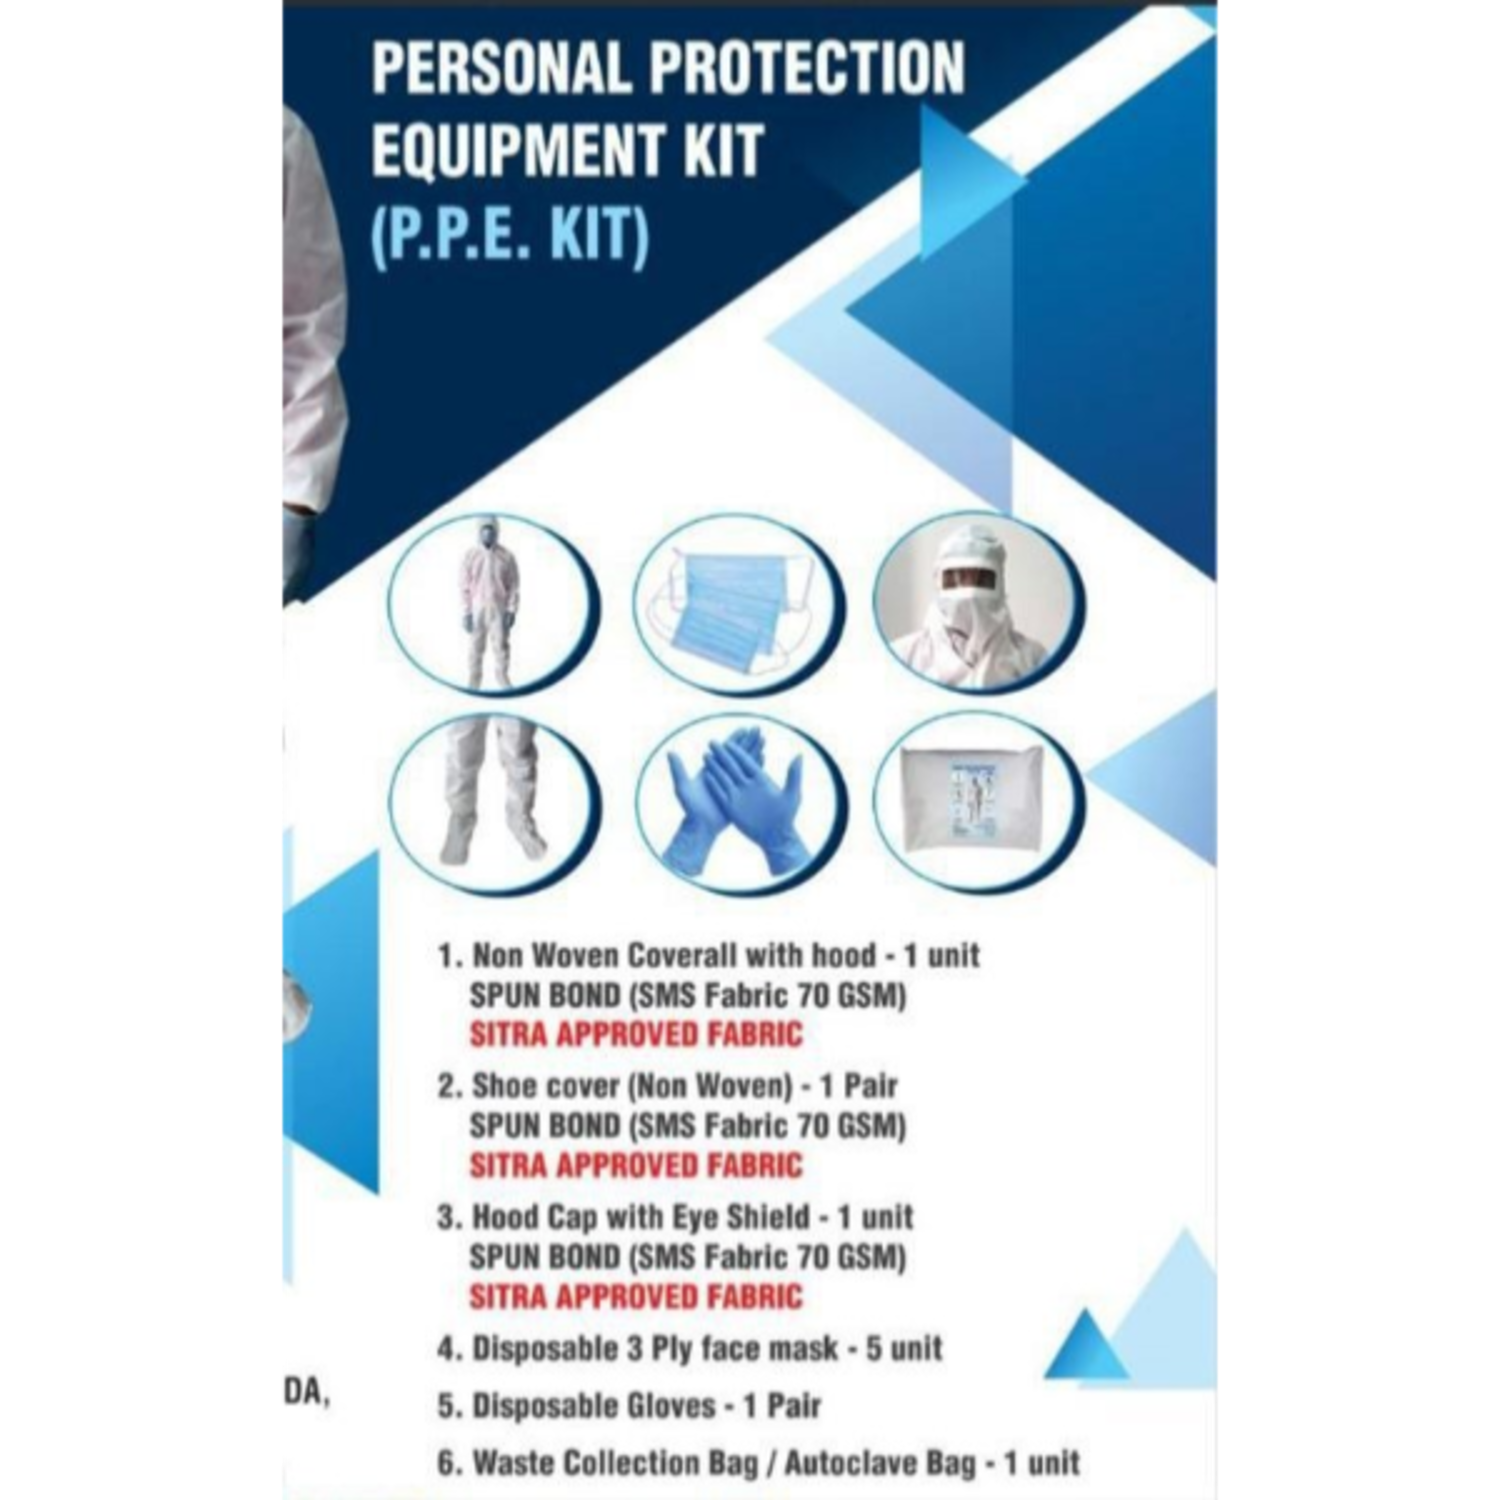 PERSONAL PROTECTION
EQUIPMENT KIT
(P.P.E. KIT)
1. Non Woven Coverall with hood - 1 unit
SPUN BOND (SMS Fabric 70 GSM)
SITRA APPROVED FABRIC
2. Shoe cover (Non Woven) - 1 Pair
SPUN BOND (SMS Fabric 70 GSM)
SITRA APPROVED FABRIC
3. Hood Cap with Eye Shield - 1 unit
SPUN BOND (SMS Fabric 70 GSM)
SITRA APPROVED FABRIC
4. Disposable 3 Ply face mask - 5 unit
DA,
5. Disposable Gloves - 1 Pair
6. Waste Collection Bag / Autoclave Bag - 1 unit